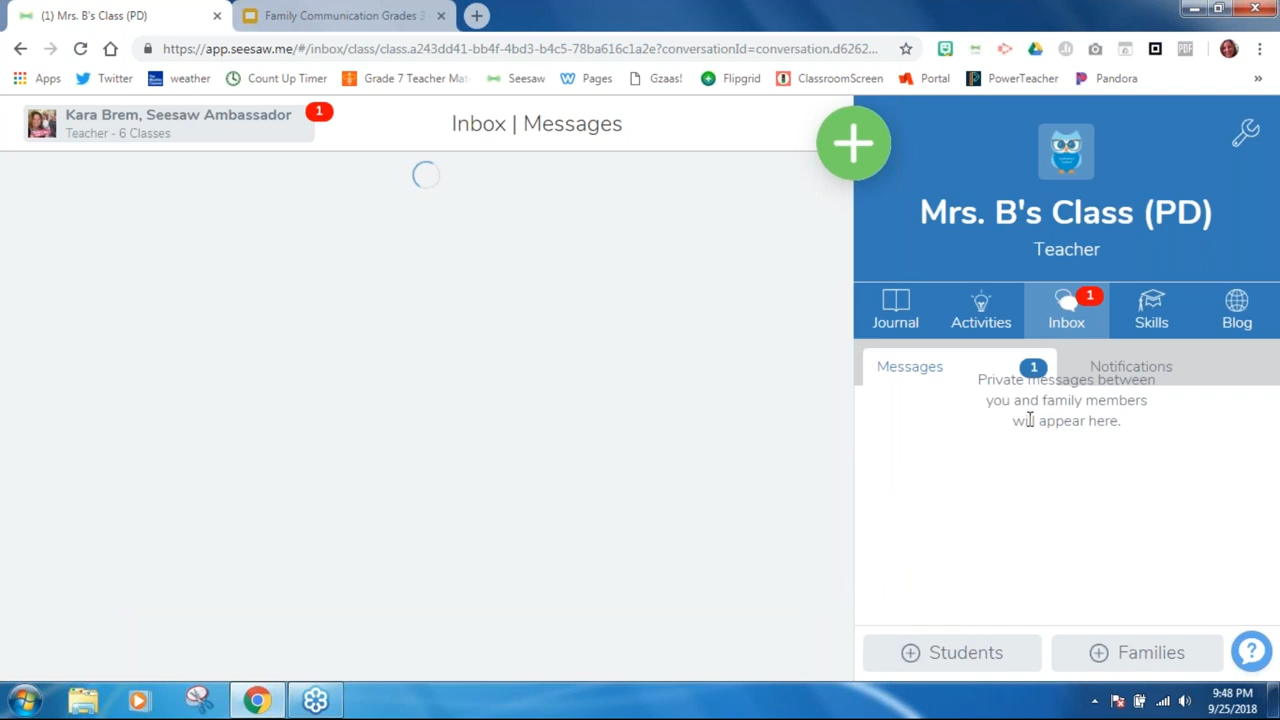 (1) Mrs. B's Class (PD)
Family Communication Grades 3
https://app.seesaw.me/#/inbox/class/class.a243dd41-bb4f-4bd3-b4c5-78ba616c1a2e?conversationId=conversation.d6262...
Apps Twitter weather Count Up Timer Grade 7 Teacher Mat Seesaw Pages Gzaas! Flipgrid ClassroomScreen Portal PowerTeacher Pandora »
Kara Brem, Seesaw Ambassador
Teacher - 6 Classes
1
Inbox | Messages
Mrs. B's Class (PD)
Teacher
1
Journal Activities Inbox Skills Blog
Messages 1 Notifications
Private messages between
you and family members
will appear here.
Students Families ?
9:48 PM
9/25/2018